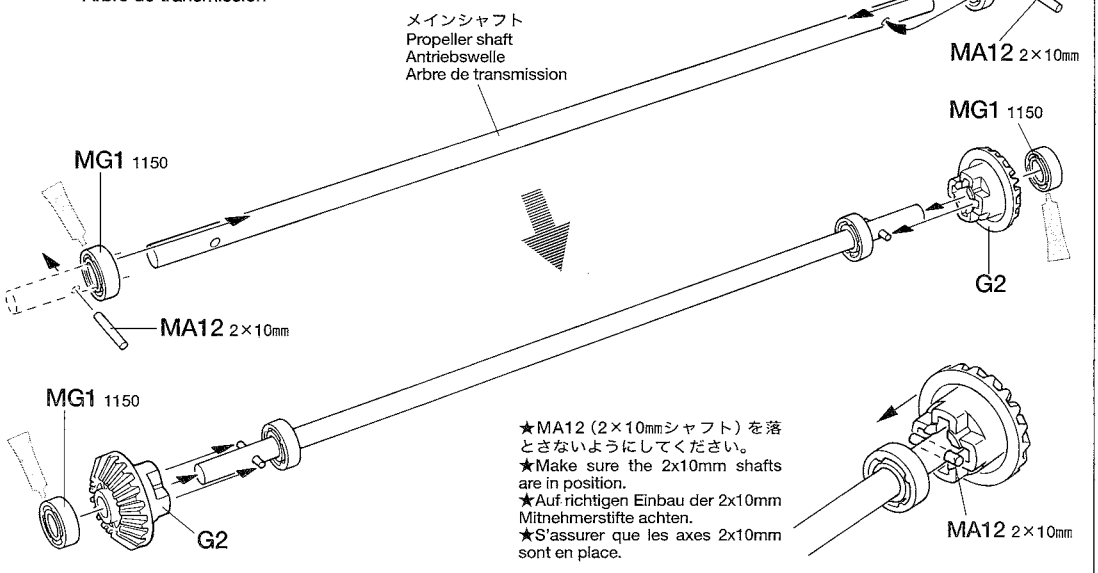 Arbre de transmission
メインシャフト
Propeller shaft
Antriebswelle
Arbre de transmission
MA12 2×10mm
MG1 1150
MG1 1150
G2
MA12 2×10mm
MG1 1150
G2
★MA12(2×10mmシャフト)を落
とさないようにしてください。
★Make sure the 2x10mm shafts
are in position.
★Auf richtigen Einbau der 2x10mm
Mitnehmerstifte achten.
★S'assurer que les axes 2x10mm
sont en place.
MA12 2×10mm